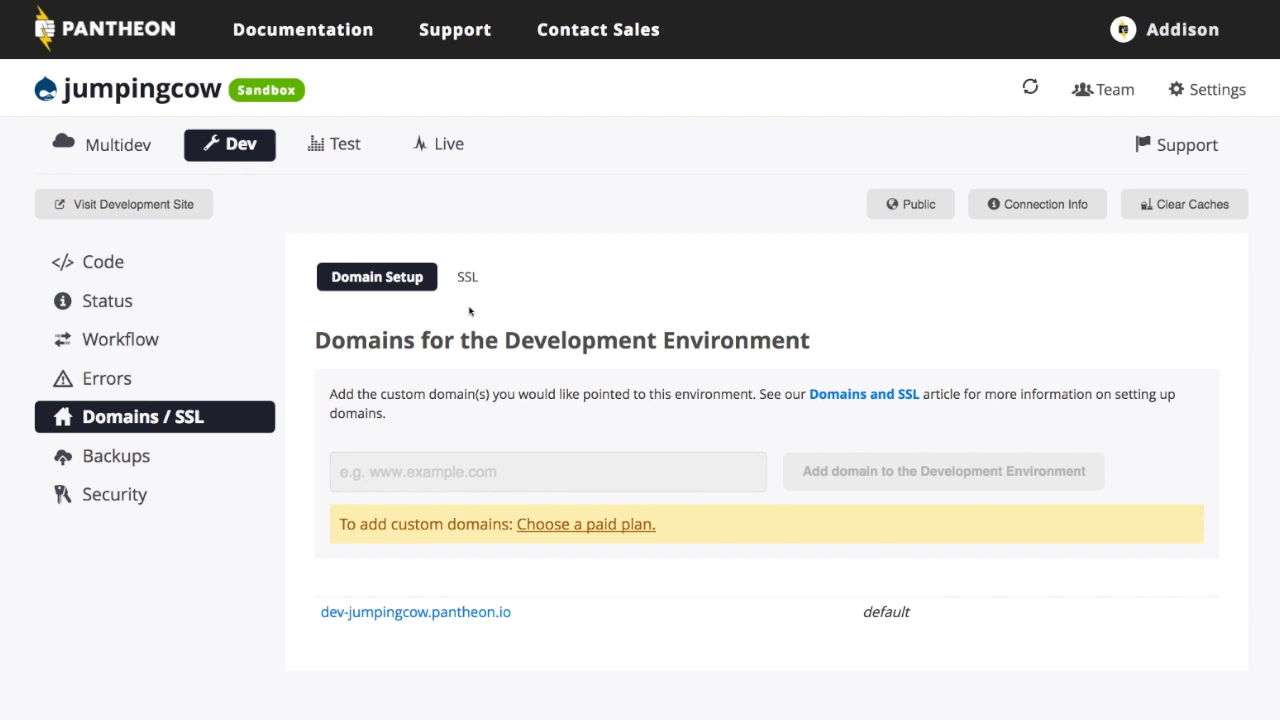 PANTHEON Documentation Support Contact Sales Addison
jumpingcow Sandbox Team Settings
Multidev Dev Test Live Support
Visit Development Site Public Connection Info Clear Caches
Code
Status
Workflow
Errors
Domains / SSL
Backups
Security
Domain Setup SSL
Domains for the Development Environment
Add the custom domain(s) you would like pointed to this environment. See our Domains and SSL article for more information on setting up
domains.
e.g. www.example.com Add domain to the Development Environment
To add custom domains: Choose a paid plan.
dev-jumpingcow.pantheon.io default